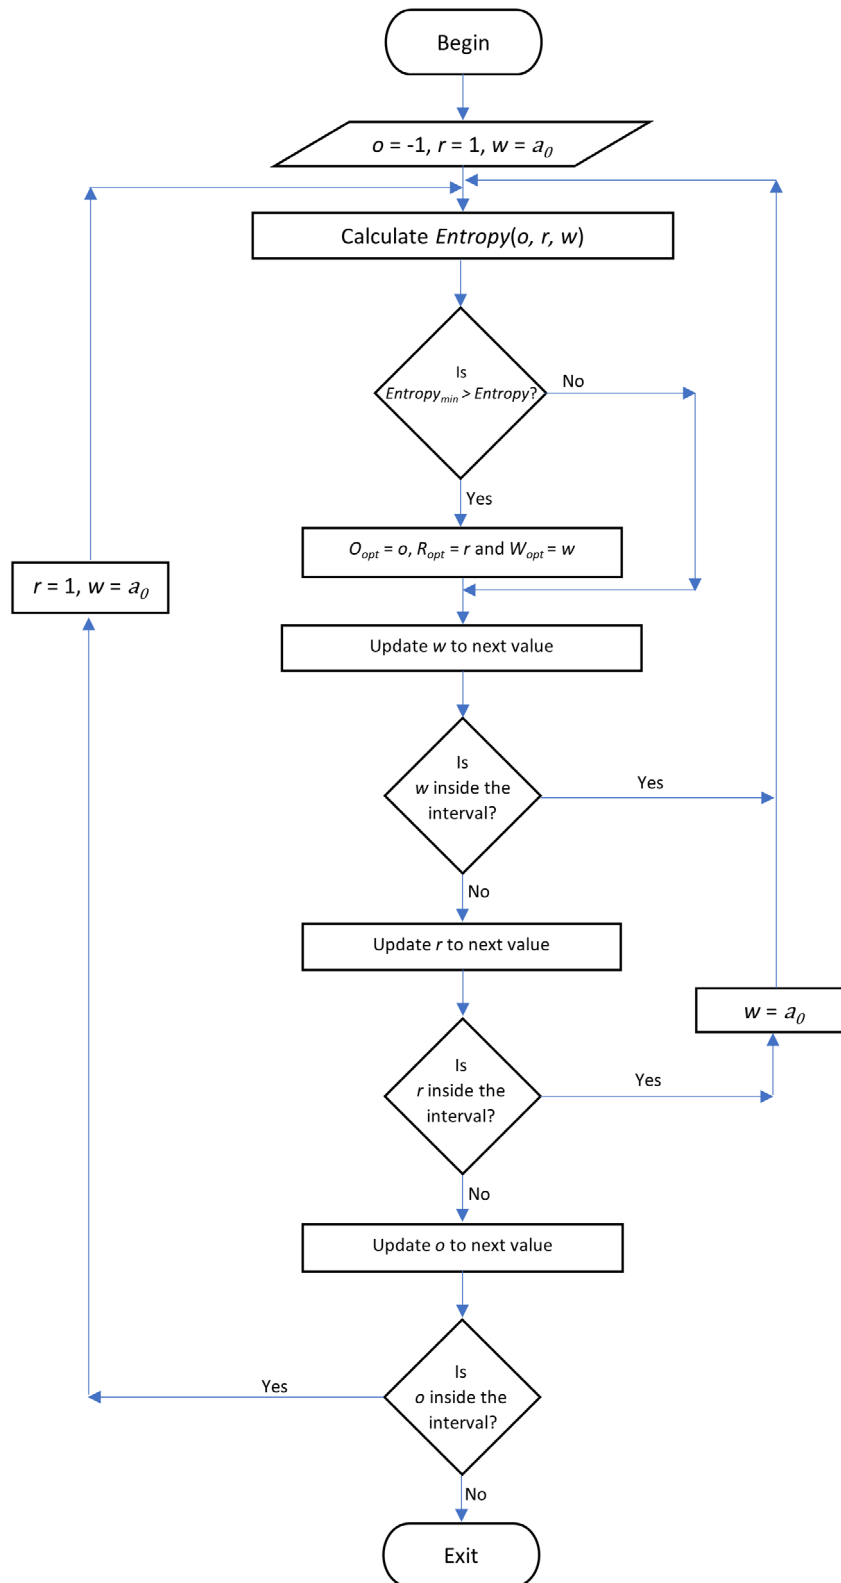 Begin
o = -1, r = 1, w = a₀
Calculate Entropy(o, r, w)
Is
Entropyₘᵢₙ > Entropy?
No
Yes
Oₒₚₜ = o, Rₒₚₜ = r and Wₒₚₜ = w
r = 1, w = a₀
Update w to next value
Is
w inside the
interval?
Yes
No
Update r to next value
w = a₀
Is
r inside the
interval?
Yes
No
Update o to next value
Is
o inside the
interval?
Yes
No
Exit